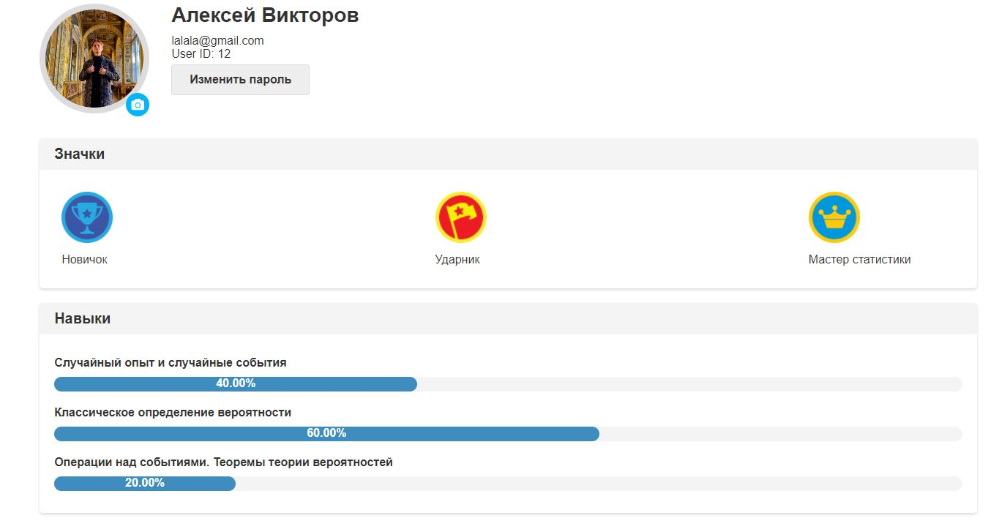 Алексей Викторов
lalala@gmail.com
User ID: 12
Изменить пароль
Значки
Новичок
Ударник
Мастер статистики
Навыки
Случайный опыт и случайные события
40.00%
Классическое определение вероятности
60.00%
Операции над событиями. Теоремы теории вероятностей
20.00%